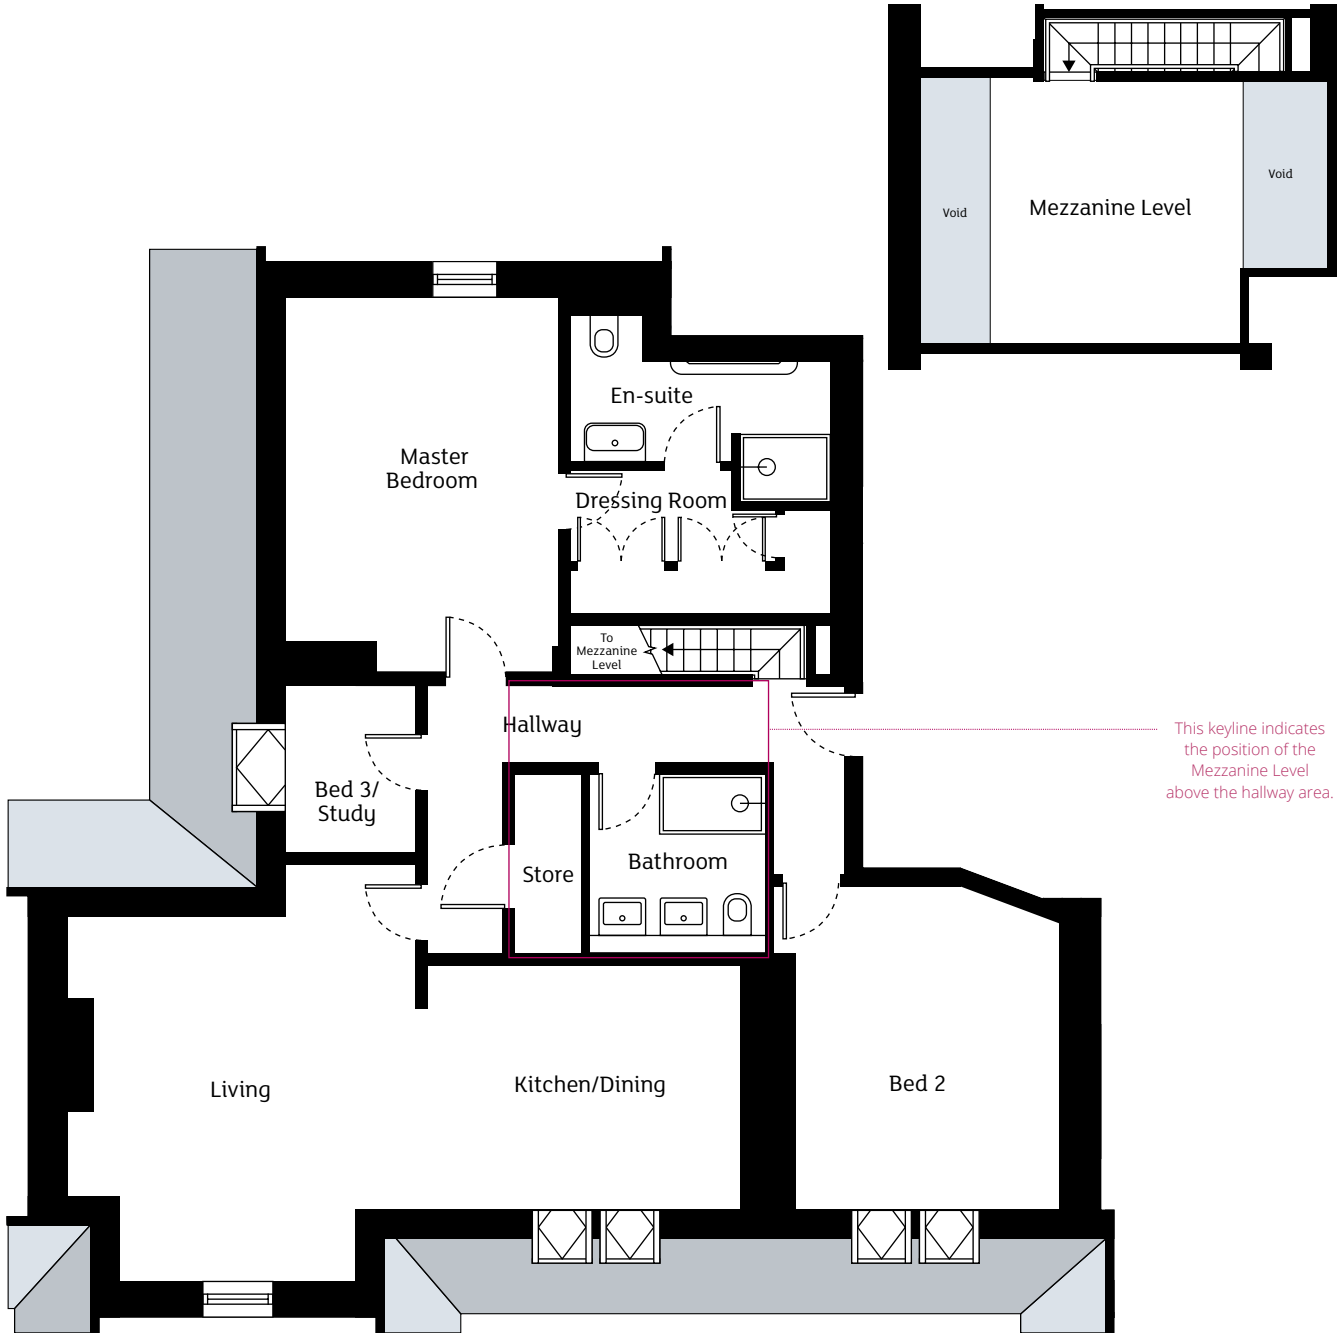 Void
Mezzanine Level
Void
Master
Bedroom
En-suite
Dressing Room
To
Mezzanine
Level
Hallway
This keyline indicates
the position of the
Mezzanine Level
above the hallway area.
Bed 3/
Study
Store
Bathroom
Living
Kitchen/Dining
Bed 2